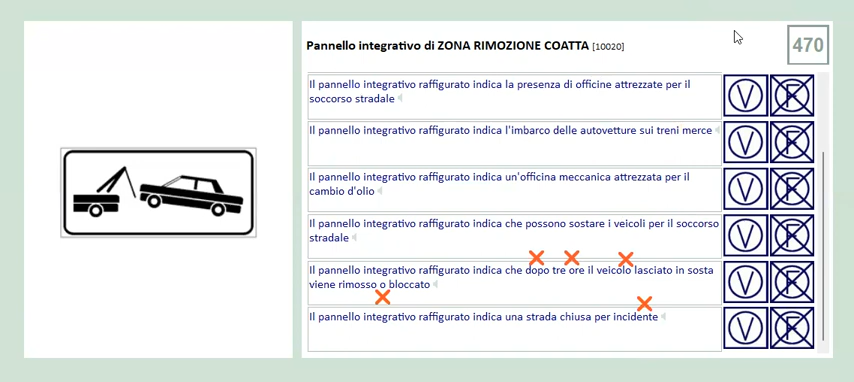 Pannello integrativo di ZONA RIMOZIONE COATTA [10020]
470
Il pannello integrativo raffigurato indica la presenza di officine attrezzate per il
soccorso stradale
V F
Il pannello integrativo raffigurato indica l'imbarco delle autovetture sui treni merce
V F
Il pannello integrativo raffigurato indica un'officina meccanica attrezzata per il
cambio d'olio
V F
Il pannello integrativo raffigurato indica che possono sostare i veicoli per il soccorso
stradale
V F
Il pannello integrativo raffigurato indica che dopo tre ore il veicolo lasciato in sosta
viene rimosso o bloccato
V F
Il pannello integrativo raffigurato indica una strada chiusa per incidente
V F